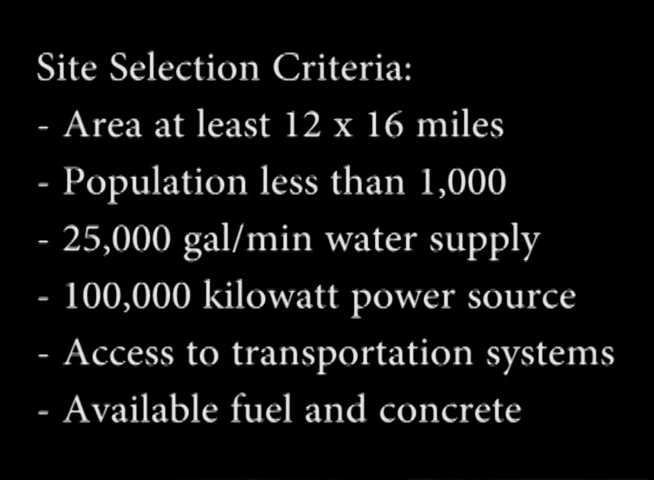 Site Selection Criteria:
- Area at least 12 x 16 miles
- Population less than 1,000
- 25,000 gal/min water supply
- 100,000 kilowatt power source
- Access to transportation systems
- Available fuel and concrete